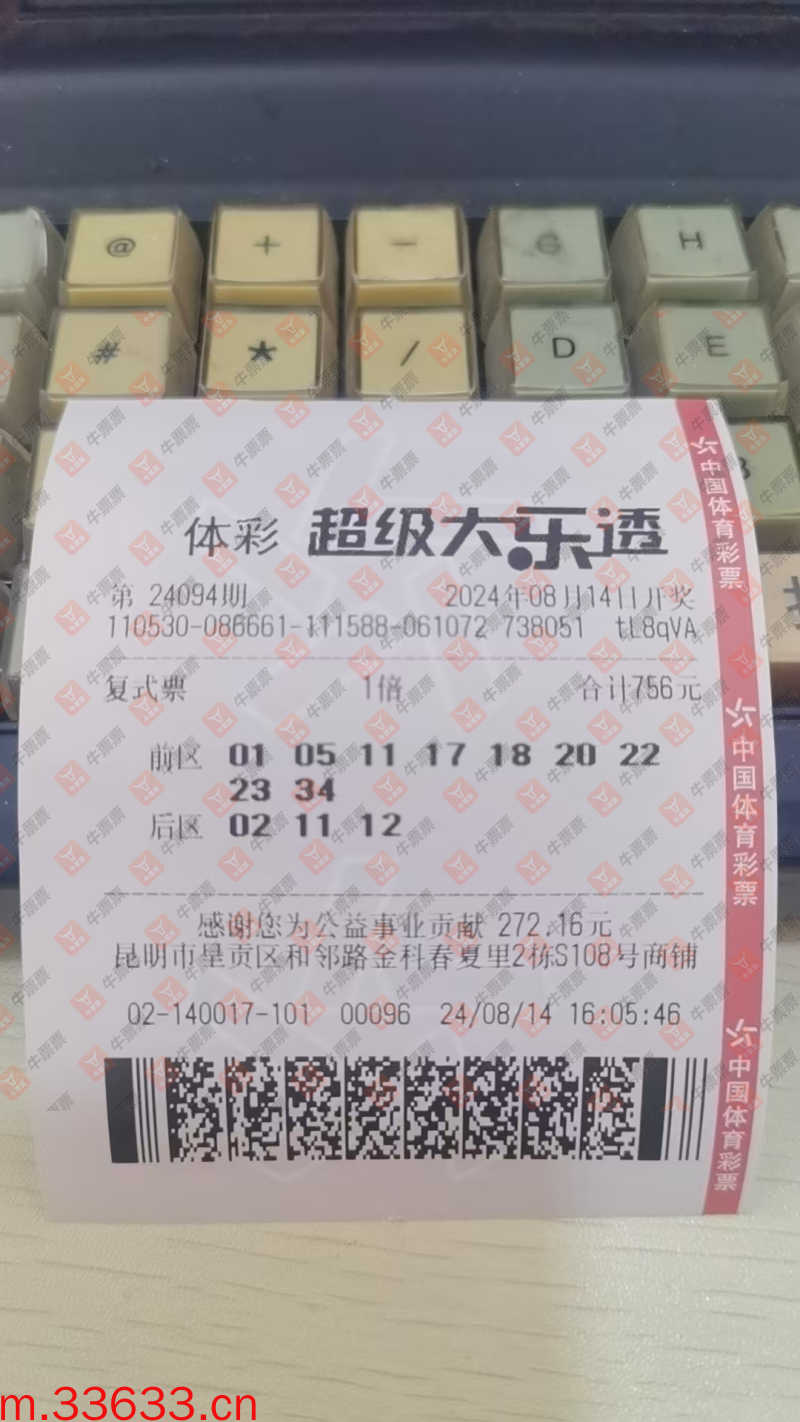 @ + - G H
# * / D E
B
体彩 超级大乐透
第 24094期 2024年08月14日开奖
110530-086661-111588-061072 738051 tL8qVA
复式票 1倍 合计756元
前区 01 05 11 17 18 20 22
23 34
后区 02 11 12
感谢您为公益事业贡献 272.16元
昆明市呈贡区和邻路金科春夏里2栋S108号商铺
02-140017-101 00096 24/08/14 16:05:46
中国体育彩票
中国体育彩票
中国体育彩票
牛票票
m.33633.cn